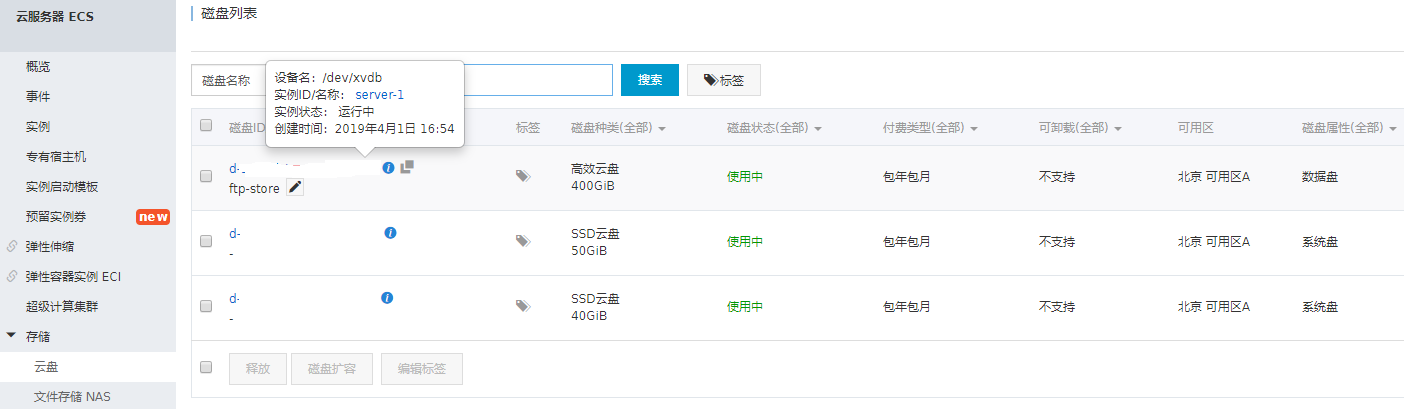 云服务器 ECS
概览
事件
实例
专有宿主机
实例启动模板
预留实例券 new
弹性伸缩
弹性容器实例 ECI
超级计算集群
存储
云盘
文件存储 NAS
磁盘列表
磁盘名称 搜索 标签
设备名：/dev/xvdb
实例ID/名称： server-1
实例状态： 运行中
创建时间：2019年4月1日 16:54
磁盘ID 标签 磁盘种类(全部) 磁盘状态(全部) 付费类型(全部) 可卸载(全部) 可用区 磁盘属性(全部)
d- 高效云盘 使用中 包年包月 不支持 北京 可用区A 数据盘
ftp-store 400GiB
d- SSD云盘 使用中 包年包月 不支持 北京 可用区A 系统盘
- 50GiB
d- SSD云盘 使用中 包年包月 不支持 北京 可用区A 系统盘
- 40GiB
释放 磁盘扩容 编辑标签